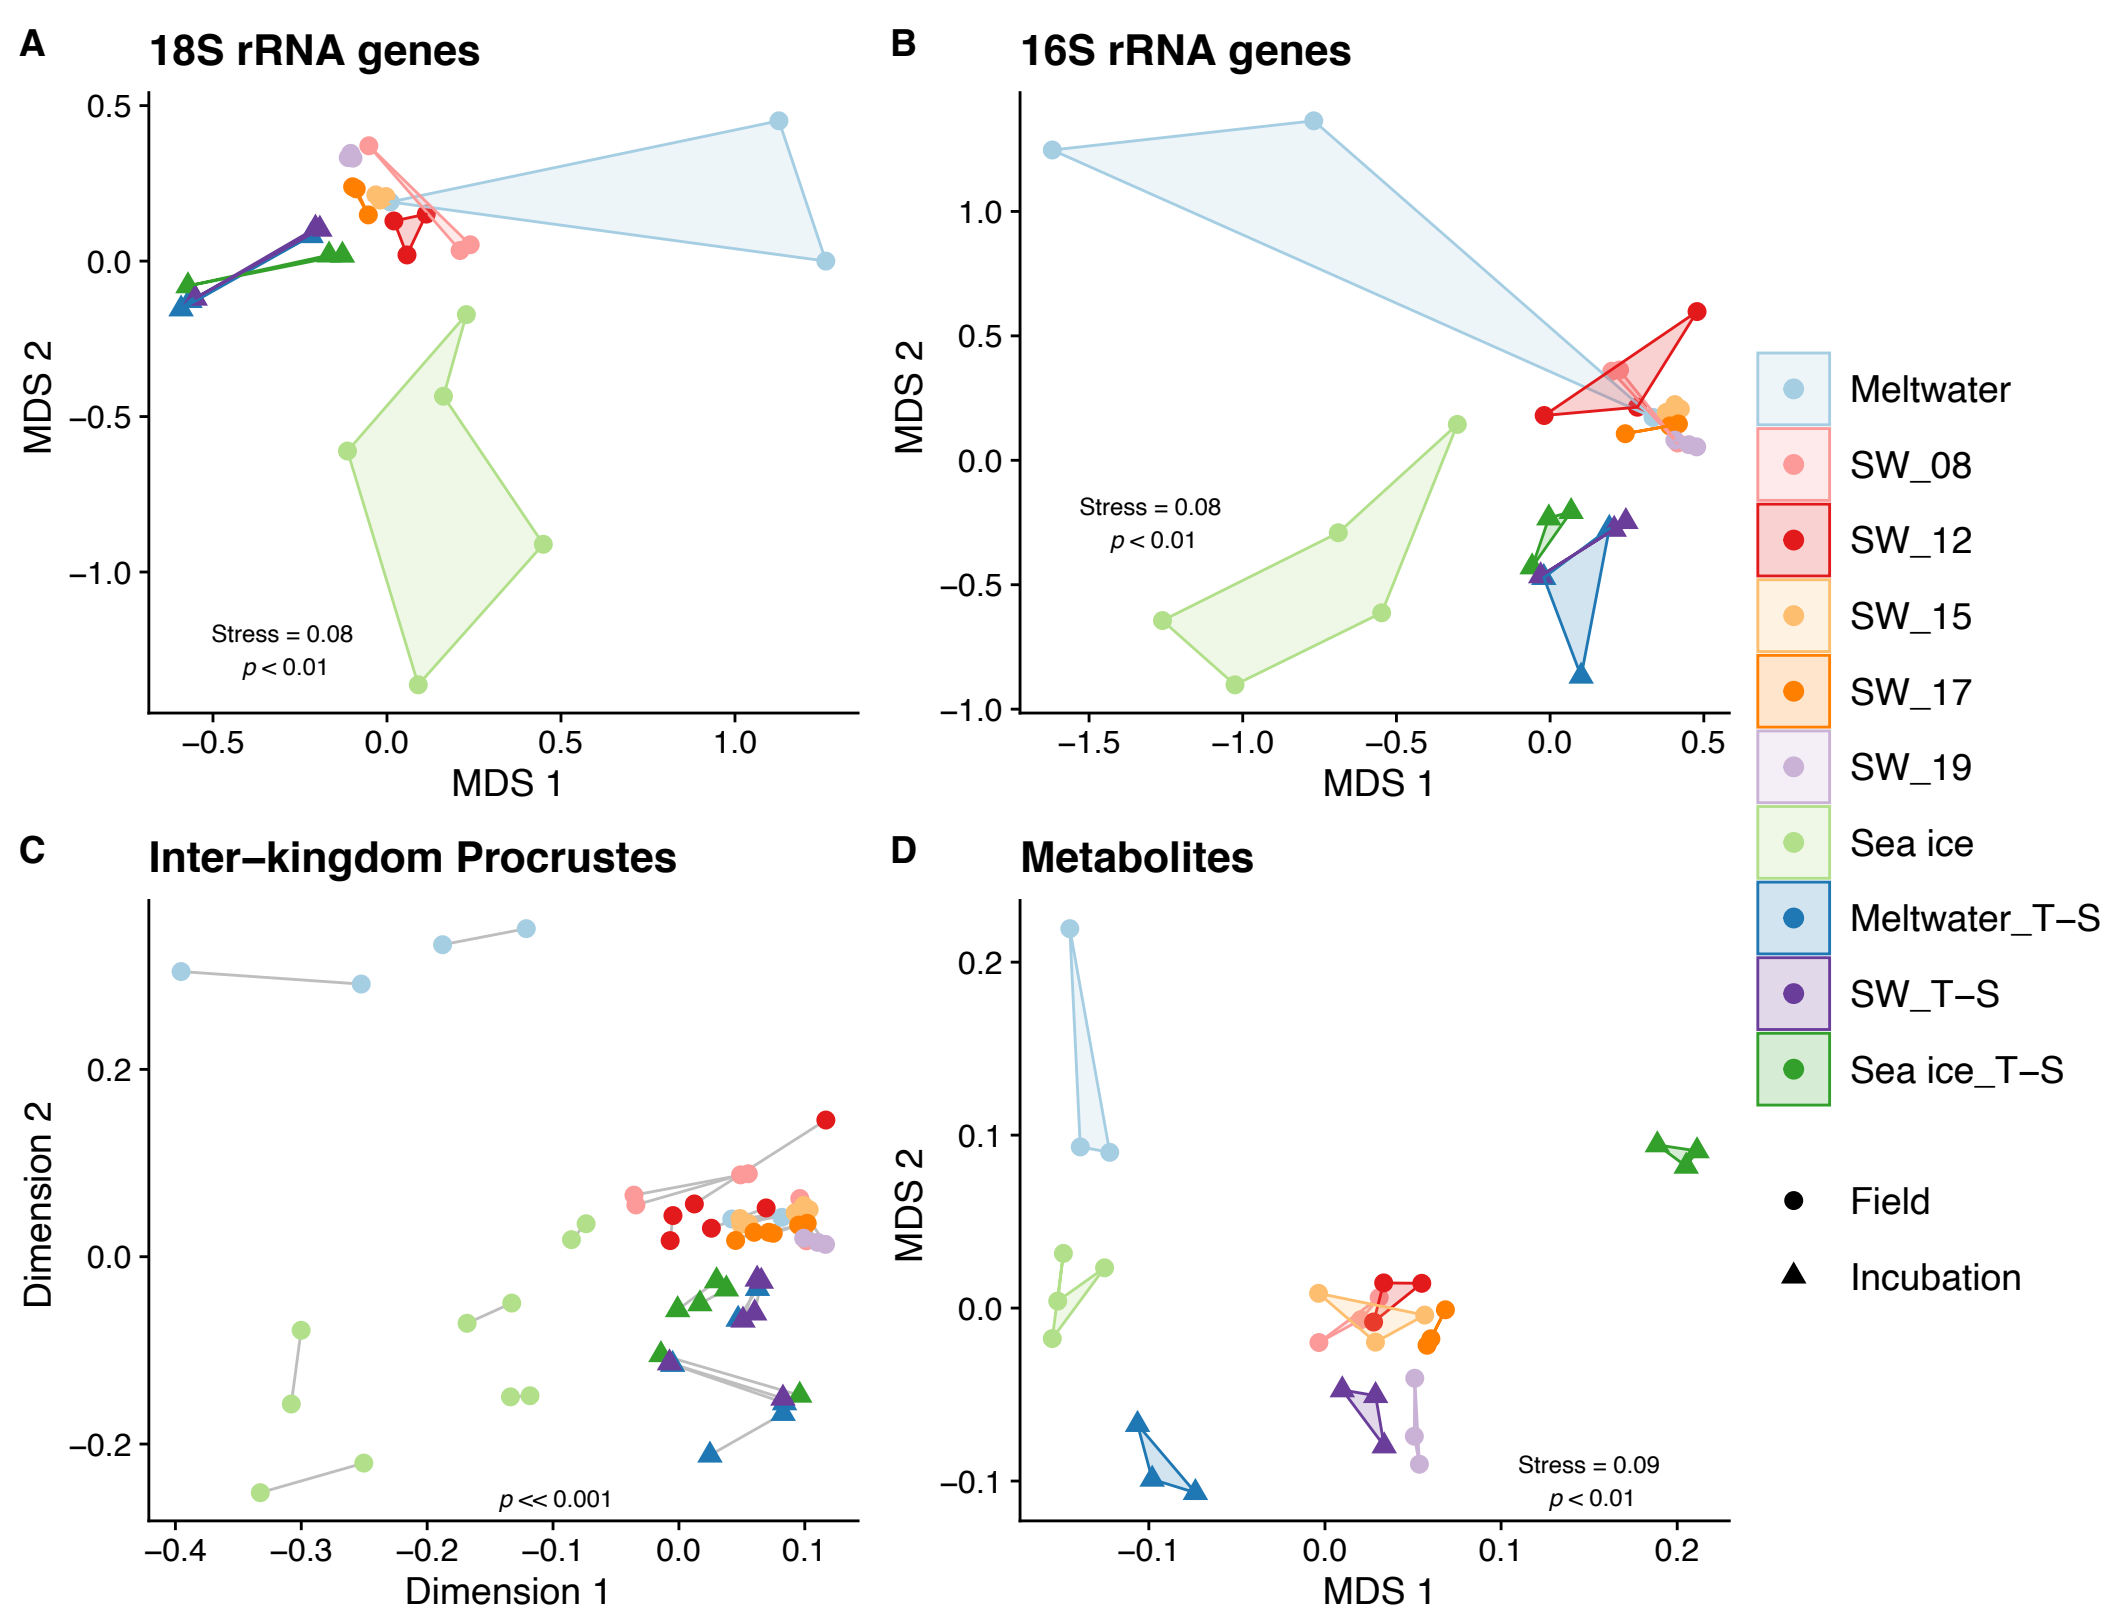 A
18S rRNA genes
0.5
0.0
−0.5
−1.0
MDS 2
Stress = 0.08
p < 0.01
−0.5
0.0
0.5
1.0
MDS 1
B
16S rRNA genes
1.0
0.5
0.0
−0.5
−1.0
MDS 2
Stress = 0.08
p < 0.01
−1.5
−1.0
−0.5
0.0
0.5
MDS 1
C
Inter−kingdom Procrustes
0.2
0.0
−0.2
Dimension 2
p << 0.001
−0.4
−0.3
−0.2
−0.1
0.0
0.1
Dimension 1
D
Metabolites
0.2
0.1
0.0
−0.1
MDS 2
Stress = 0.09
p < 0.01
−0.1
0.0
0.1
0.2
MDS 1
Meltwater
SW_08
SW_12
SW_15
SW_17
SW_19
Sea ice
Meltwater_T−S
SW_T−S
Sea ice_T−S
Field
Incubation